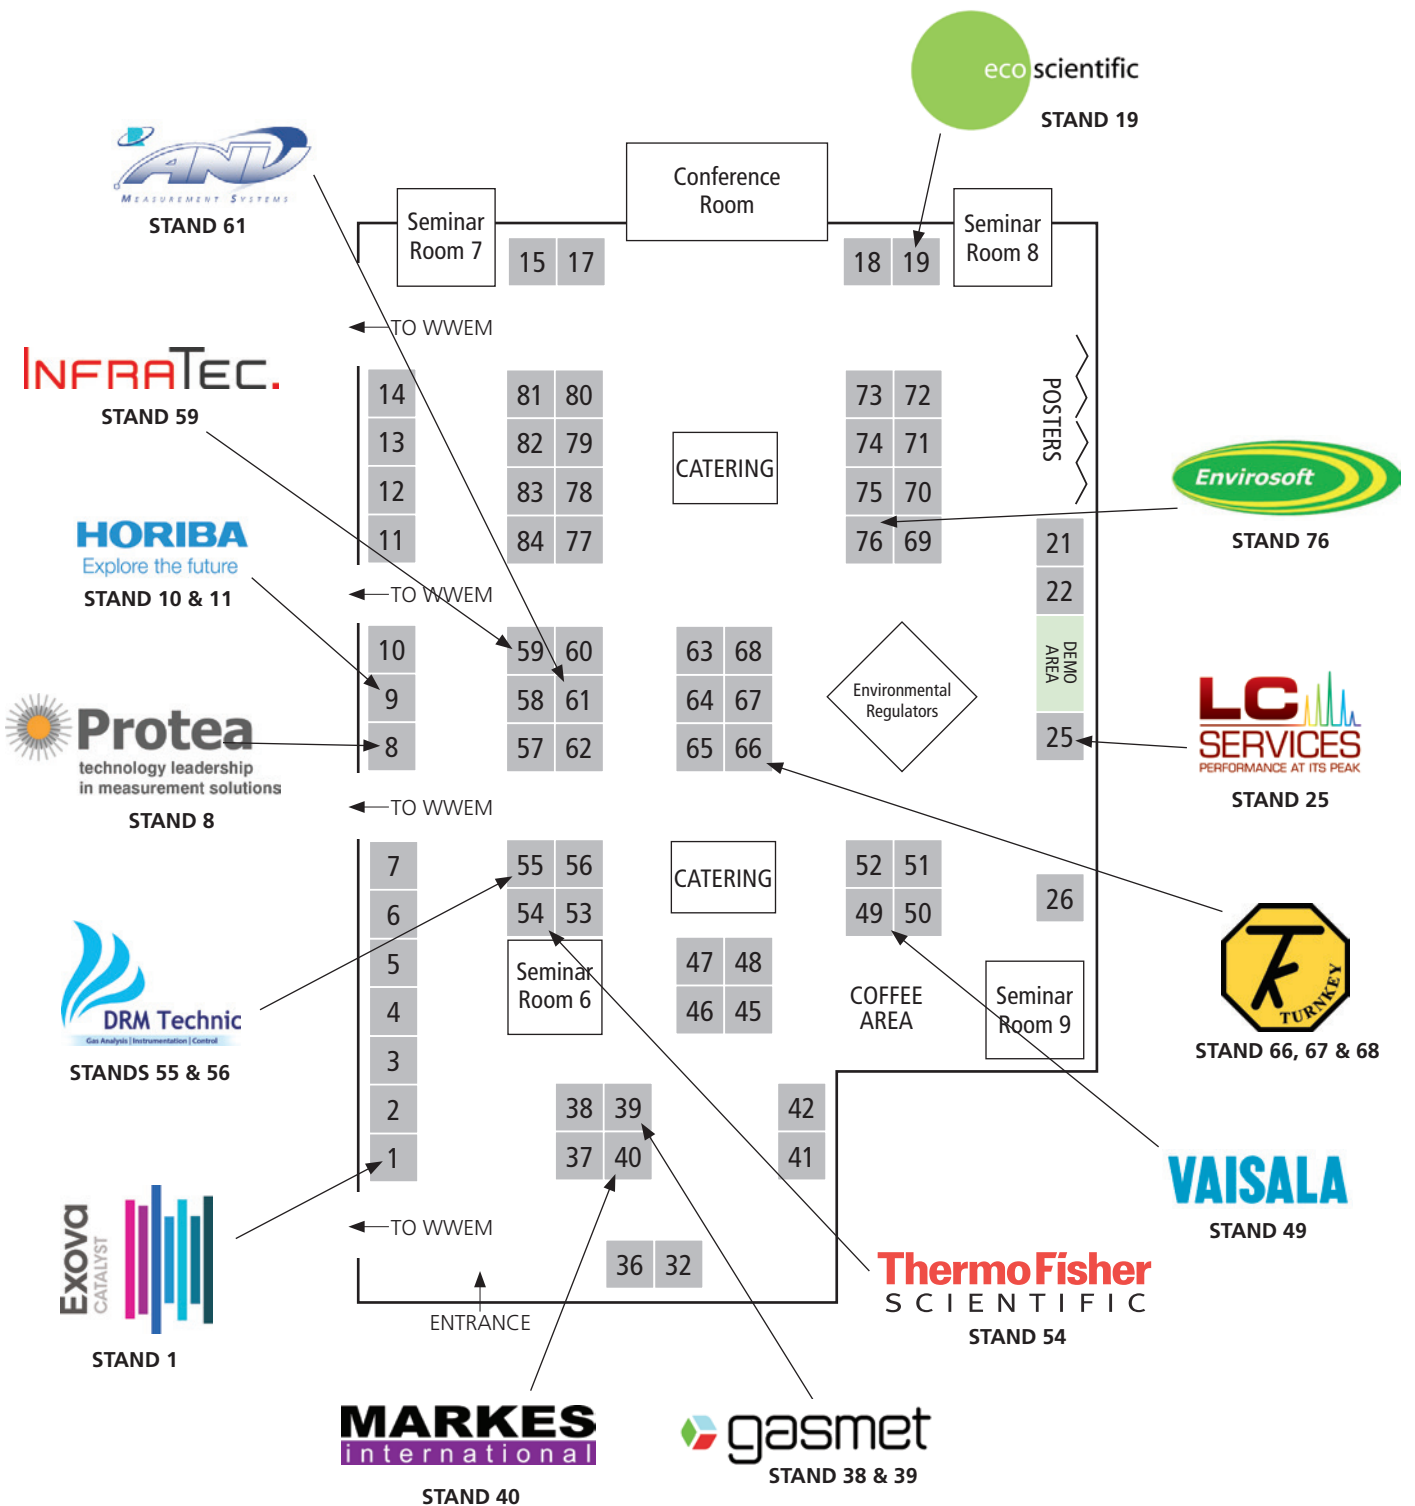 eco scientific
STAND 19
ANV
MEASUREMENT SYSTEMS
STAND 61
Conference
Room
Seminar
Room 7
15 17
18 19
Seminar
Room 8
TO WWEM
INFRATEC.
STAND 59
14
13
12
11
81 80
82 79
83 78
84 77
CATERING
73 72
74 71
75 70
76 69
POSTERS
Envirosoft
STAND 76
HORIBA
Explore the future
STAND 10 & 11
21
22
DEMO
AREA
25
TO WWEM
10
9
8
59 60
58 61
57 62
63 68
64 67
65 66
Environmental
Regulators
LC
SERVICES
PERFORMANCE AT ITS PEAK
STAND 25
Protea
technology leadership
in measurement solutions
STAND 8
TO WWEM
7
6
5
4
3
2
1
55 56
54 53
Seminar
Room 6
CATERING
47 48
46 45
52 51
49 50
COFFEE
AREA
26
Seminar
Room 9
TK
TURNKEY
STAND 66, 67 & 68
DRM Technic
Gas Analysis | Instrumentation | Control
STANDS 55 & 56
38 39
37 40
42
41
VAISALA
STAND 49
Exova
CATALYST
STAND 1
TO WWEM
36 32
ENTRANCE
ThermoFisher
SCIENTIFIC
STAND 54
MARKES
international
STAND 40
gasmet
STAND 38 & 39